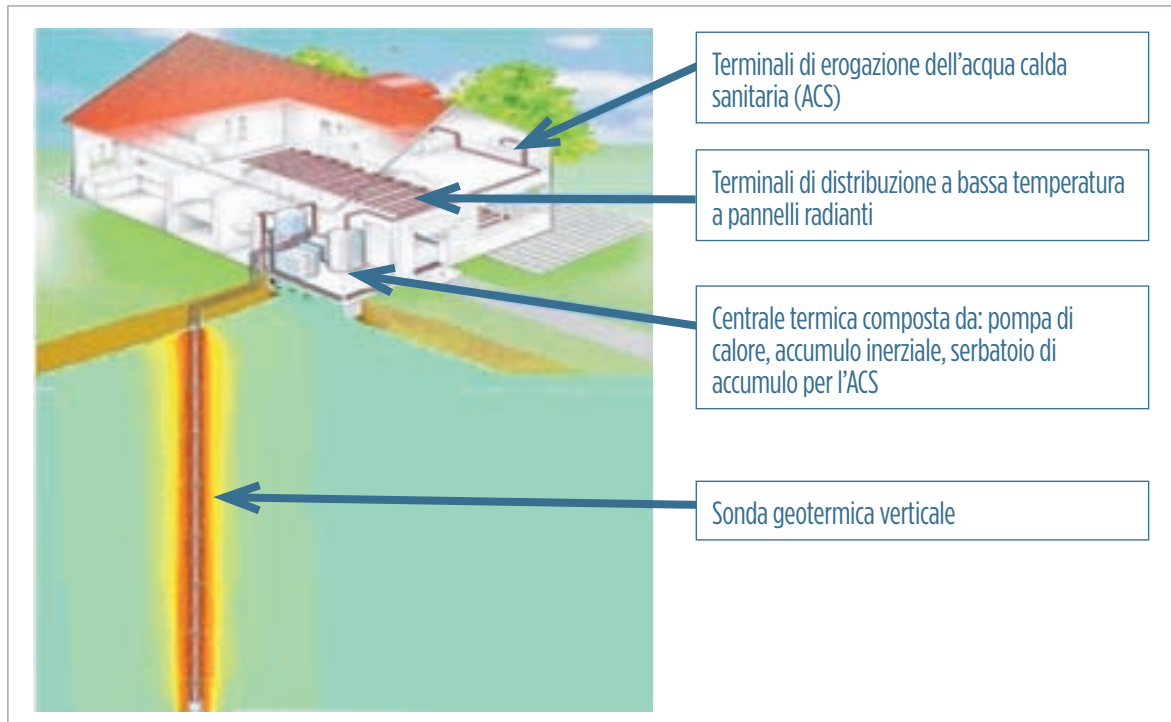 Terminali di erogazione dell'acqua calda
sanitaria (ACS)
Terminali di distribuzione a bassa temperatura
a pannelli radianti
Centrale termica composta da: pompa di
calore, accumulo inerziale, serbatoio di
accumulo per l'ACS
Sonda geotermica verticale